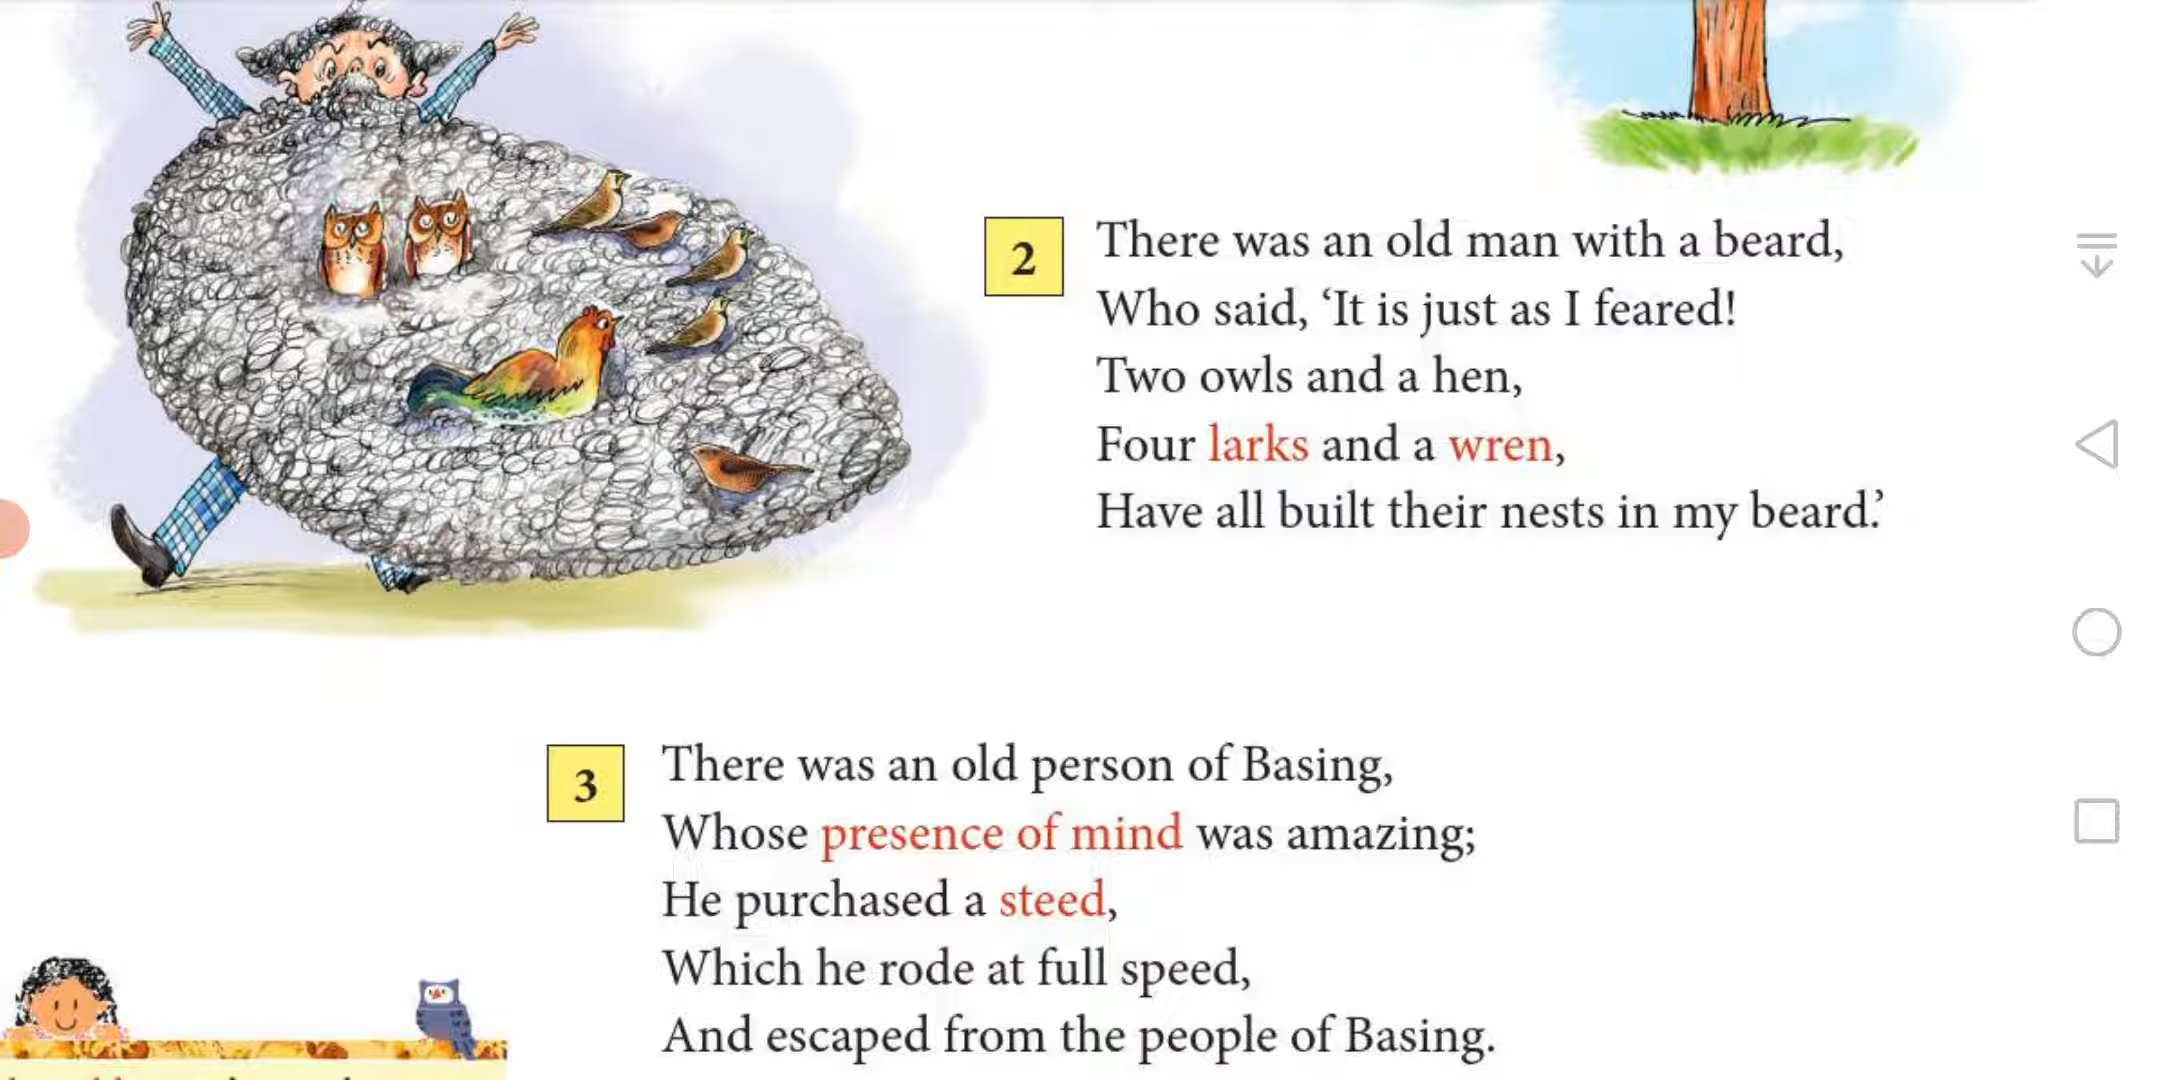 2
There was an old man with a beard,
Who said, ‘It is just as I feared!
Two owls and a hen,
Four larks and a wren,
Have all built their nests in my beard.’
3
There was an old person of Basing,
Whose presence of mind was amazing;
He purchased a steed,
Which he rode at full speed,
And escaped from the people of Basing.